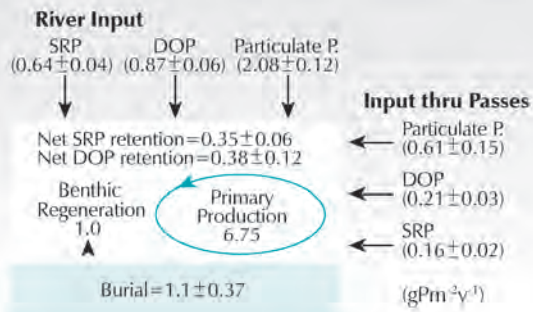 River Input
SRP DOP Particulate P.
(0.64±0.04) (0.87±0.06) (2.08±0.12)
Input thru Passes
Particulate P.
(0.61±0.15)
Net SRP retention=0.35±0.06
Net DOP retention=0.38±0.12
DOP
(0.21±0.03)
Benthic
Regeneration
1.0
Primary
Production
6.75
SRP
(0.16±0.02)
Burial=1.1±0.37
(gPm⁻²y⁻¹)